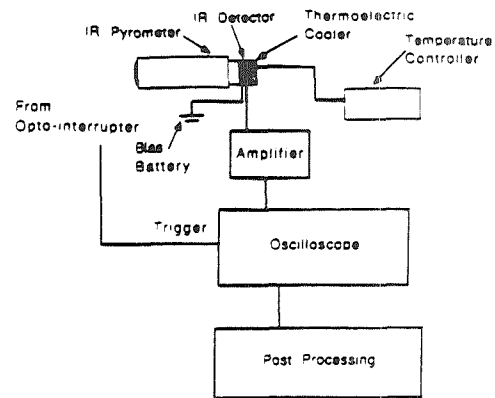 IR Detector
Thermoelectric
Cooler
IR Pyrometer
Temperature
Controller
From
Opto-interrupter
Bias
Battery
Amplifier
Trigger
Oscilloscope
Post Processing